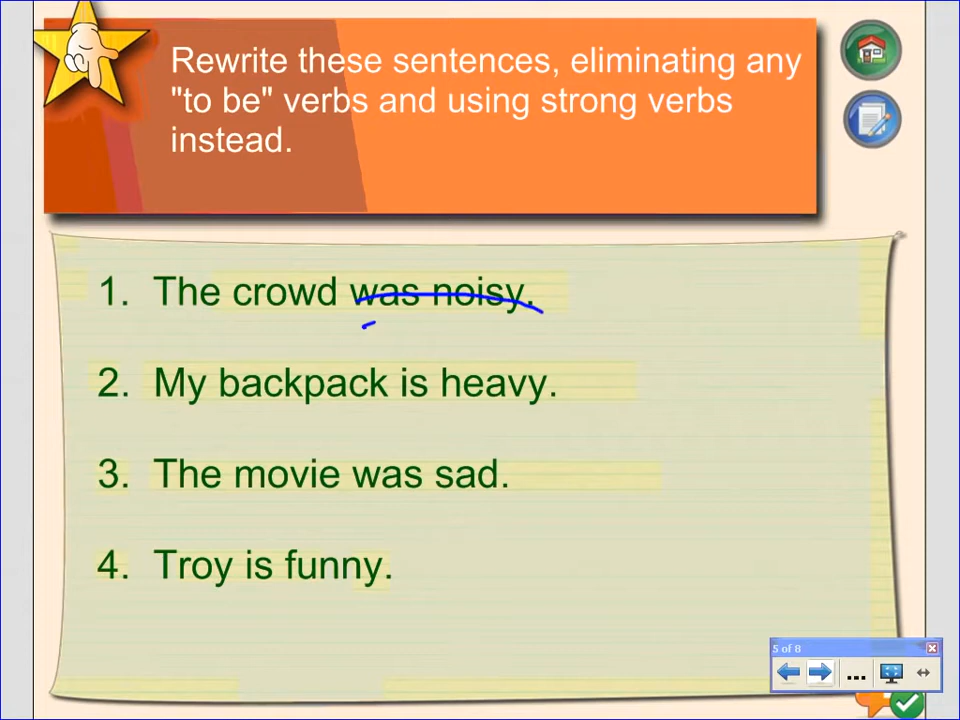 Rewrite these sentences, eliminating any
"to be" verbs and using strong verbs
instead.
1. The crowd was noisy.
2. My backpack is heavy.
3. The movie was sad.
4. Troy is funny.
5 of 8
...